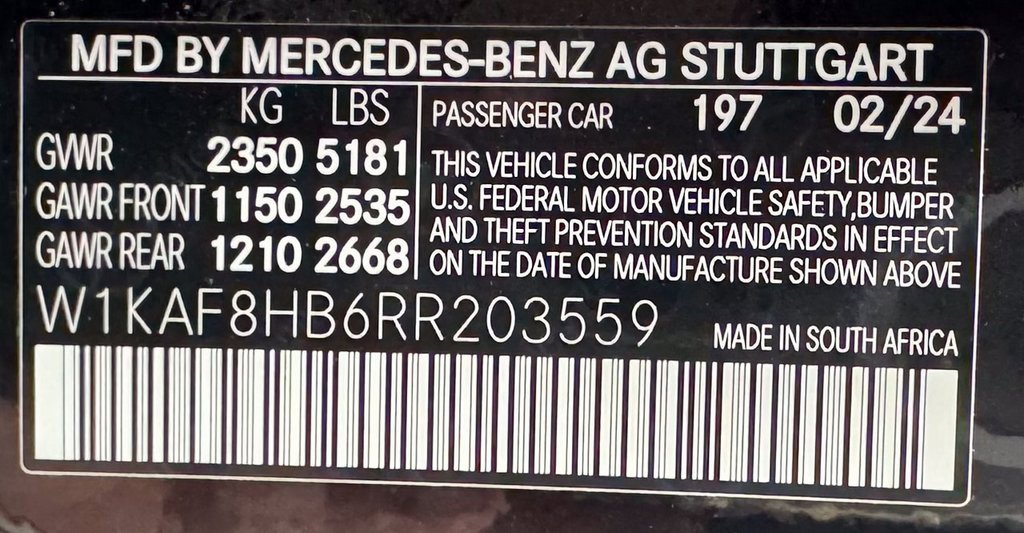 MFD BY MERCEDES-BENZ AG STUTTGART
KG LBS
GVWR 2350 5181
GAWR FRONT 1150 2535
GAWR REAR 1210 2668
PASSENGER CAR 197 02/24
THIS VEHICLE CONFORMS TO ALL APPLICABLE
U.S. FEDERAL MOTOR VEHICLE SAFETY,BUMPER
AND THEFT PREVENTION STANDARDS IN EFFECT
ON THE DATE OF MANUFACTURE SHOWN ABOVE
W1KAF8HB6RR203559
MADE IN SOUTH AFRICA